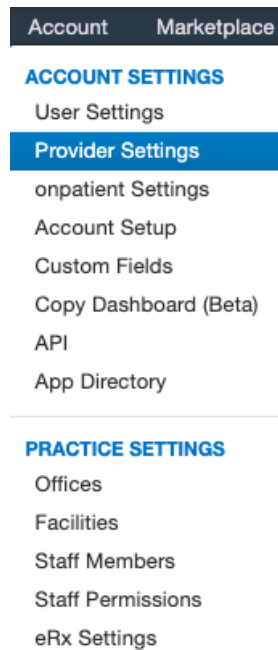 Account Marketplace
ACCOUNT SETTINGS
User Settings
Provider Settings
onpatient Settings
Account Setup
Custom Fields
Copy Dashboard (Beta)
API
App Directory
PRACTICE SETTINGS
Offices
Facilities
Staff Members
Staff Permissions
eRx Settings